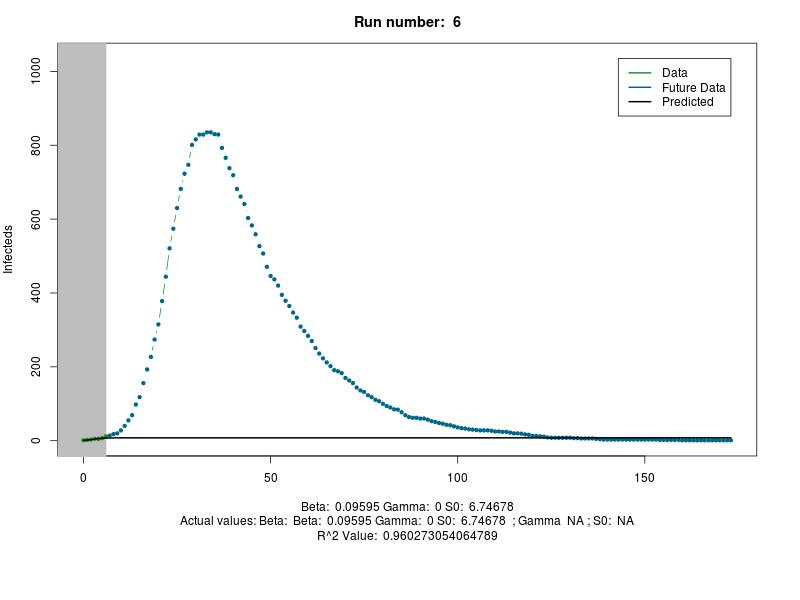 Run number: 6
Data
Future Data
Predicted
Infecteds
0
200
400
600
800
1000
0
50
100
150
Beta: 0.09595 Gamma: 0 S0: 6.74678
Actual values: Beta: Beta: 0.09595 Gamma: 0 S0: 6.74678 ; Gamma NA ; S0: NA
R^2 Value: 0.960273054064789